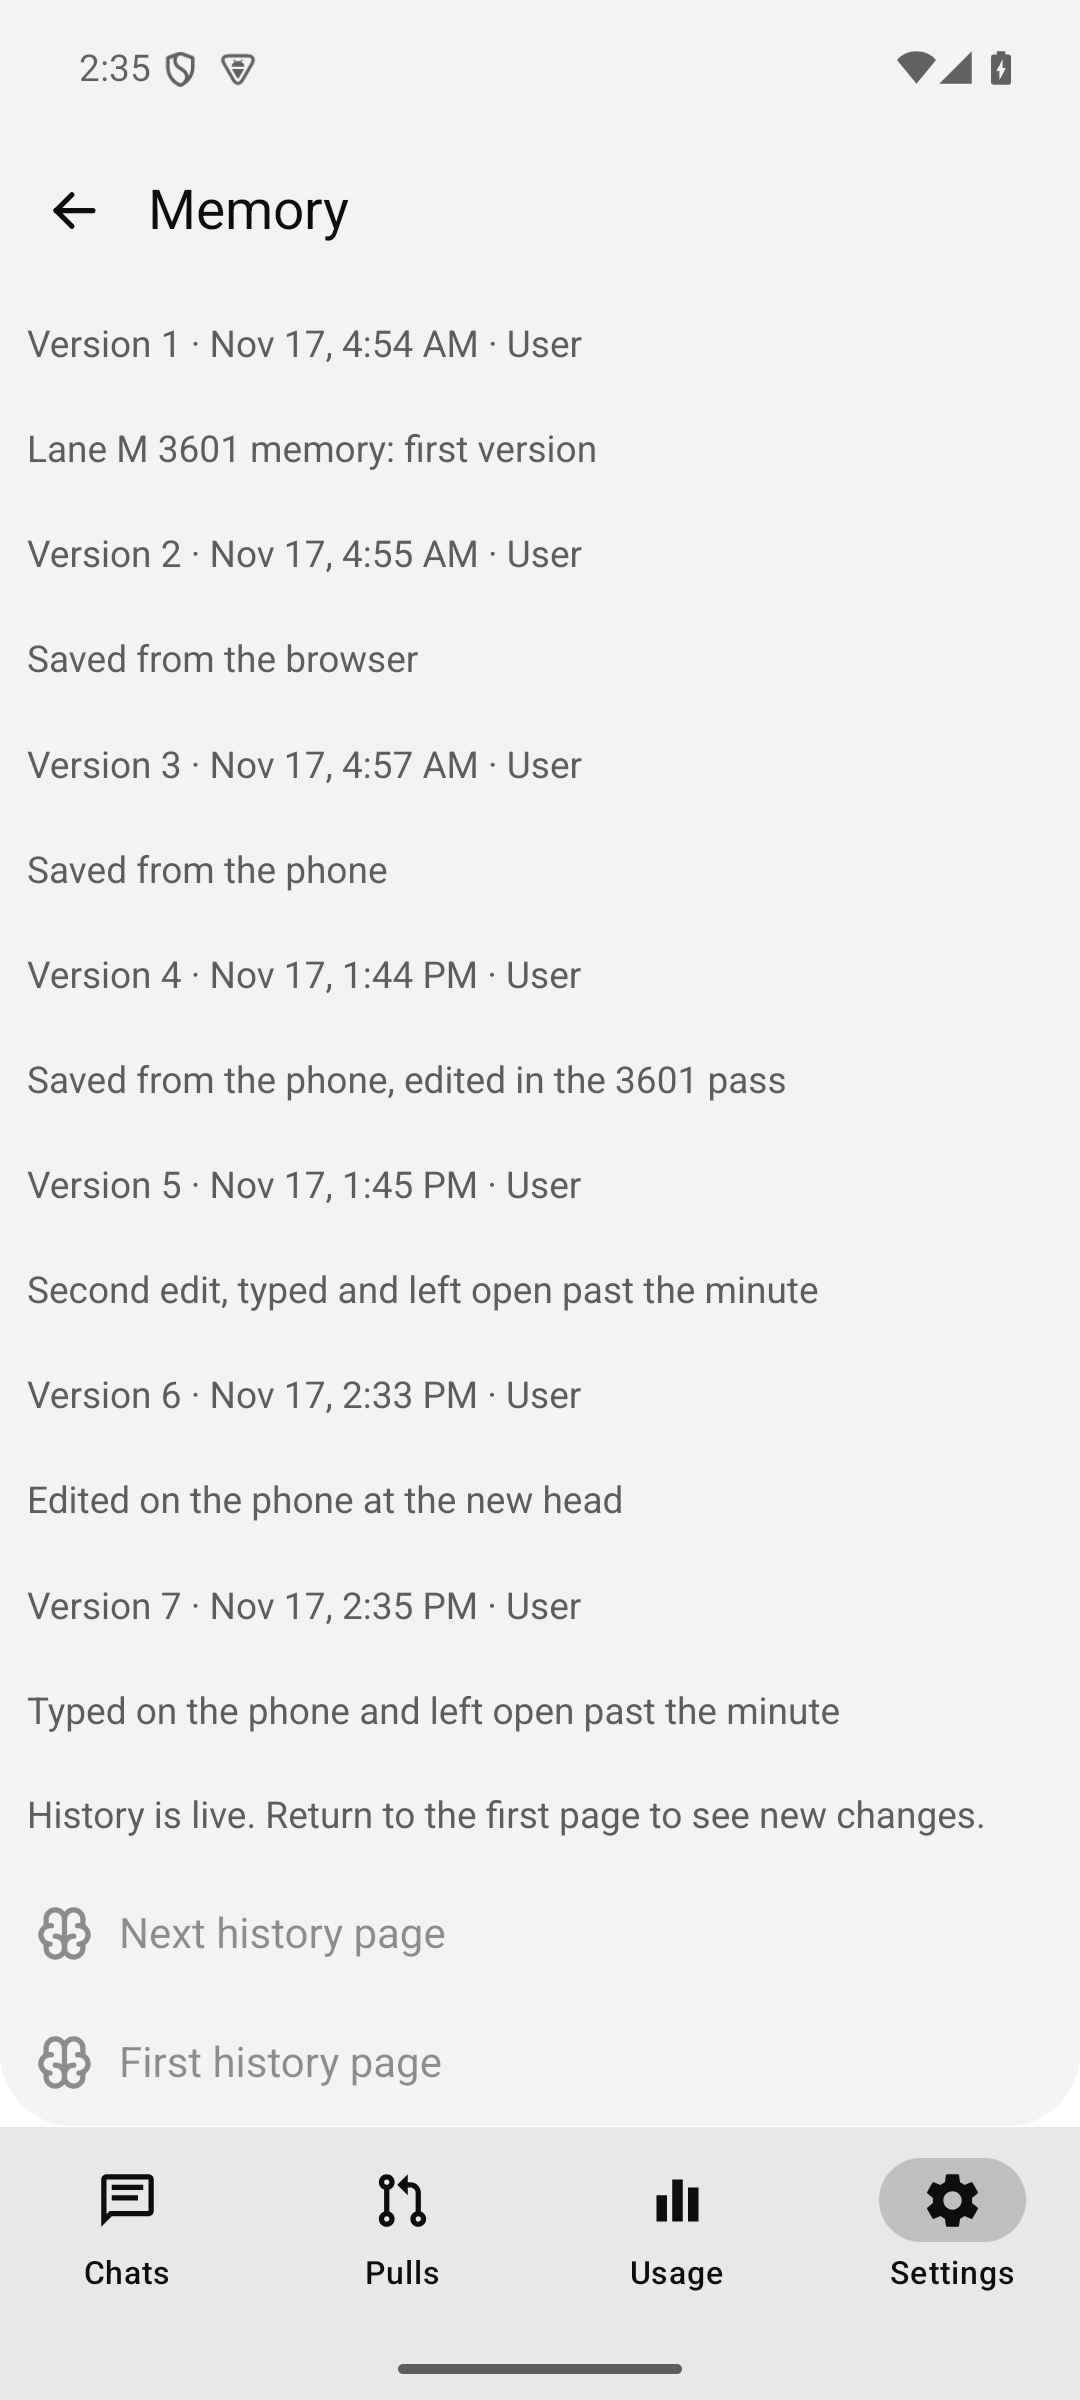 2:35
Memory
Version 1 · Nov 17, 4:54 AM · User
Lane M 3601 memory: first version
Version 2 · Nov 17, 4:55 AM · User
Saved from the browser
Version 3 · Nov 17, 4:57 AM · User
Saved from the phone
Version 4 · Nov 17, 1:44 PM · User
Saved from the phone, edited in the 3601 pass
Version 5 · Nov 17, 1:45 PM · User
Second edit, typed and left open past the minute
Version 6 · Nov 17, 2:33 PM · User
Edited on the phone at the new head
Version 7 · Nov 17, 2:35 PM · User
Typed on the phone and left open past the minute
History is live. Return to the first page to see new changes.
Next history page
First history page
Chats
Pulls
Usage
Settings